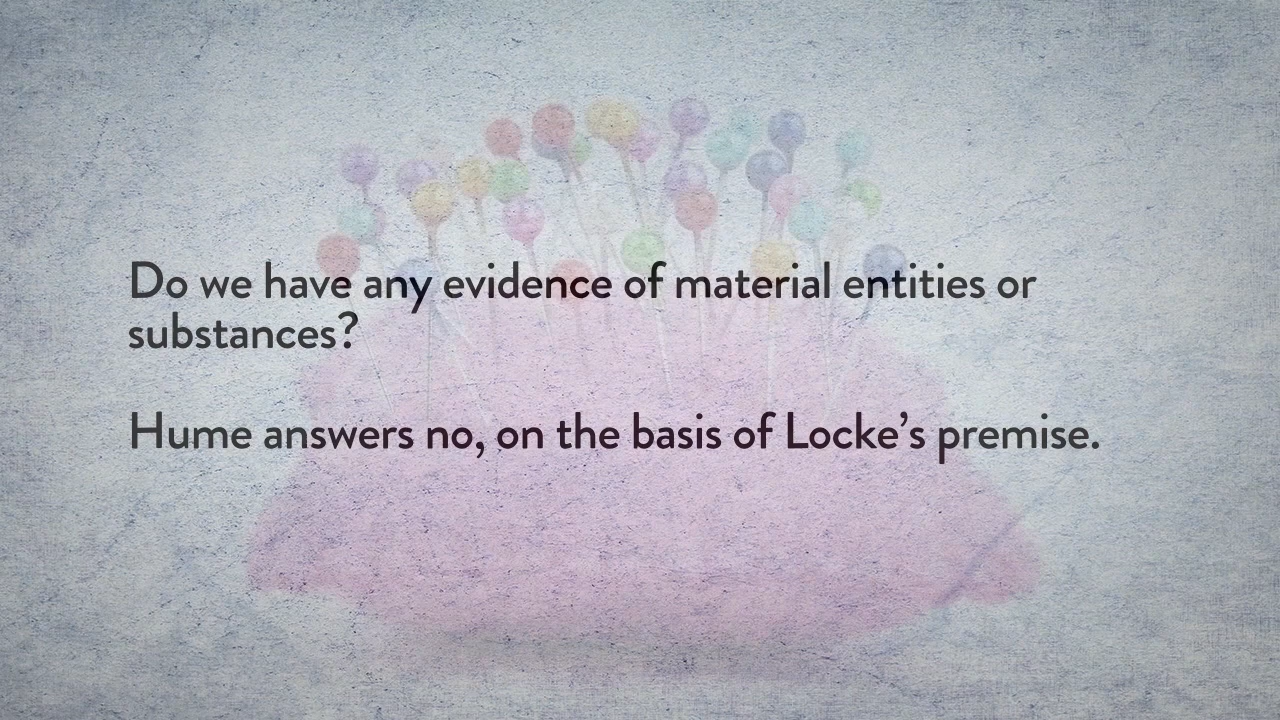 Do we have any evidence of material entities or
substances?
Hume answers no, on the basis of Locke’s premise.